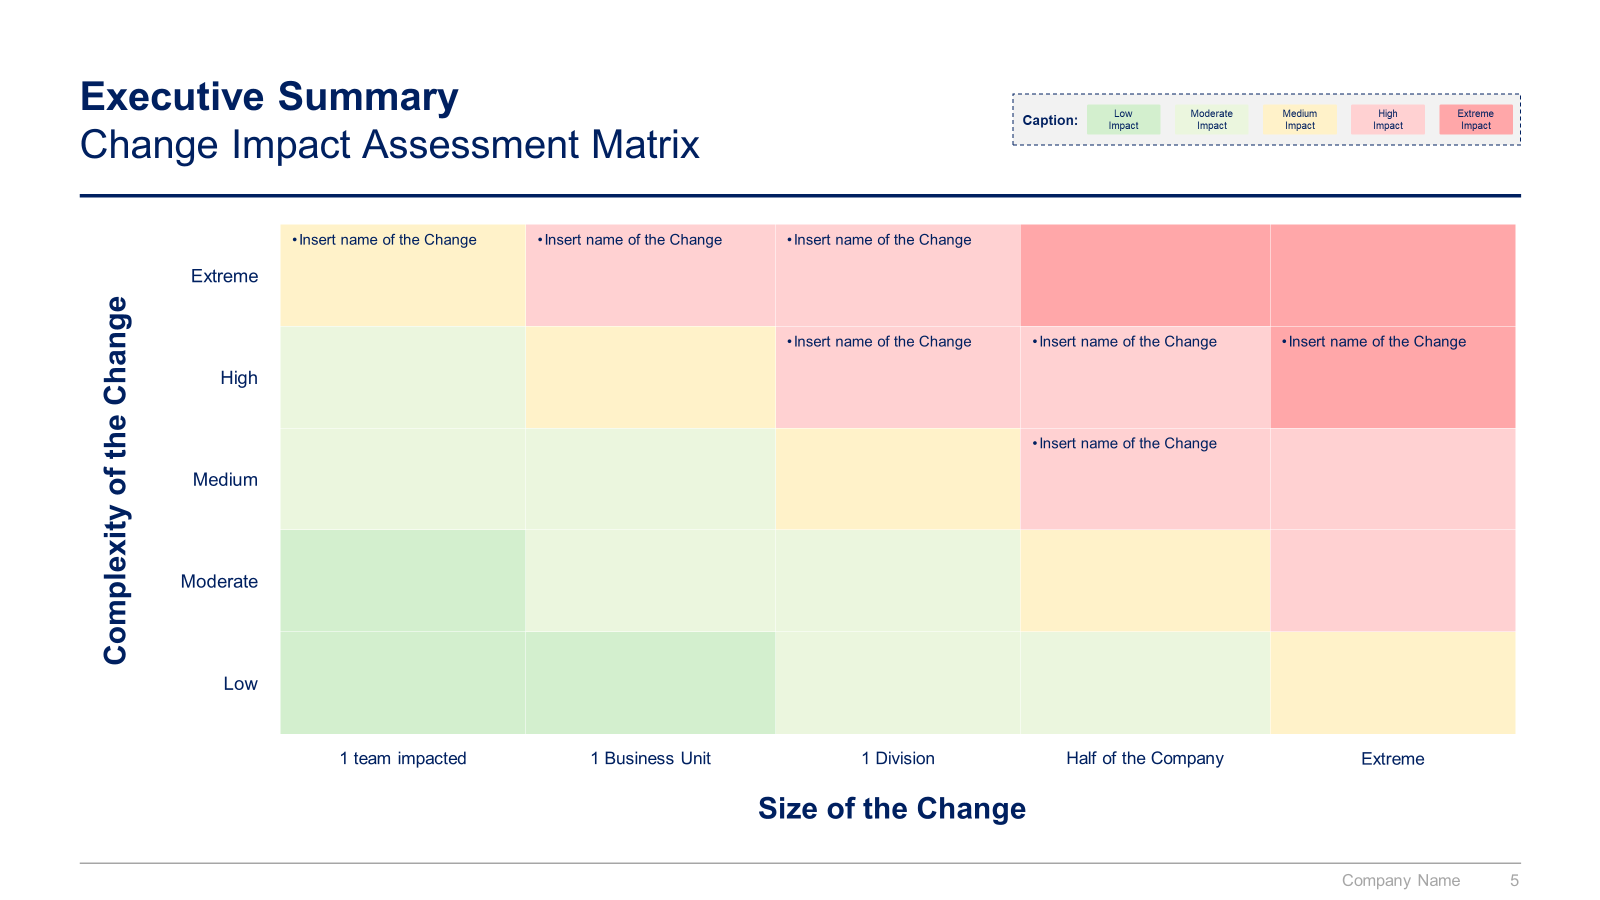 Executive Summary
Change Impact Assessment Matrix
Caption:
Low
Impact
Moderate
Impact
Medium
Impact
High
Impact
Extreme
Impact
Complexity of the Change
Extreme
•Insert name of the Change
•Insert name of the Change
•Insert name of the Change
High
•Insert name of the Change
•Insert name of the Change
•Insert name of the Change
Medium
•Insert name of the Change
Moderate
Low
1 team impacted
1 Business Unit
1 Division
Half of the Company
Extreme
Size of the Change
Company Name
5